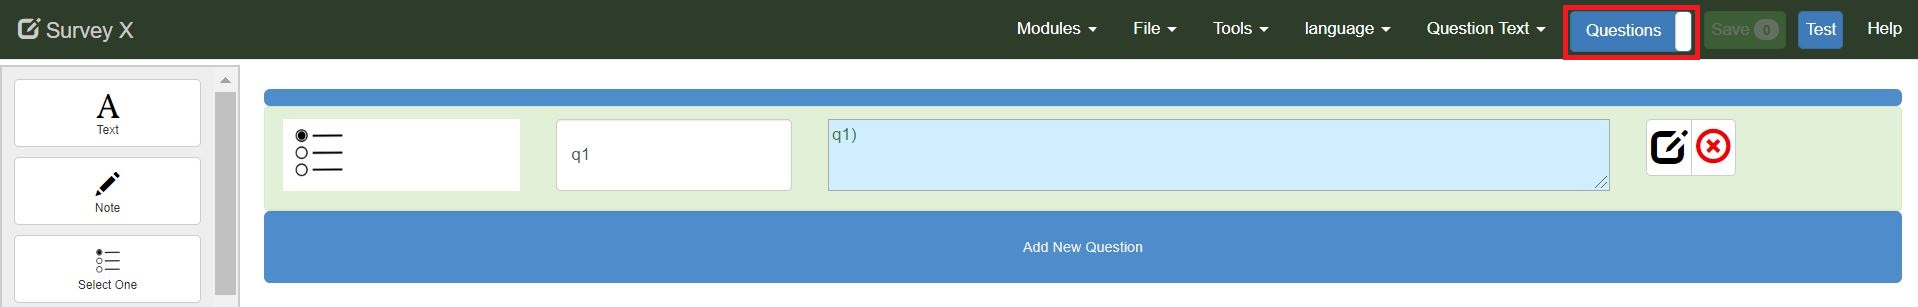 Survey X
Modules
File
Tools
language
Question Text
Questions
Save 0
Test
Help
A
Text
Note
Select One
q1
q1)
Add New Question